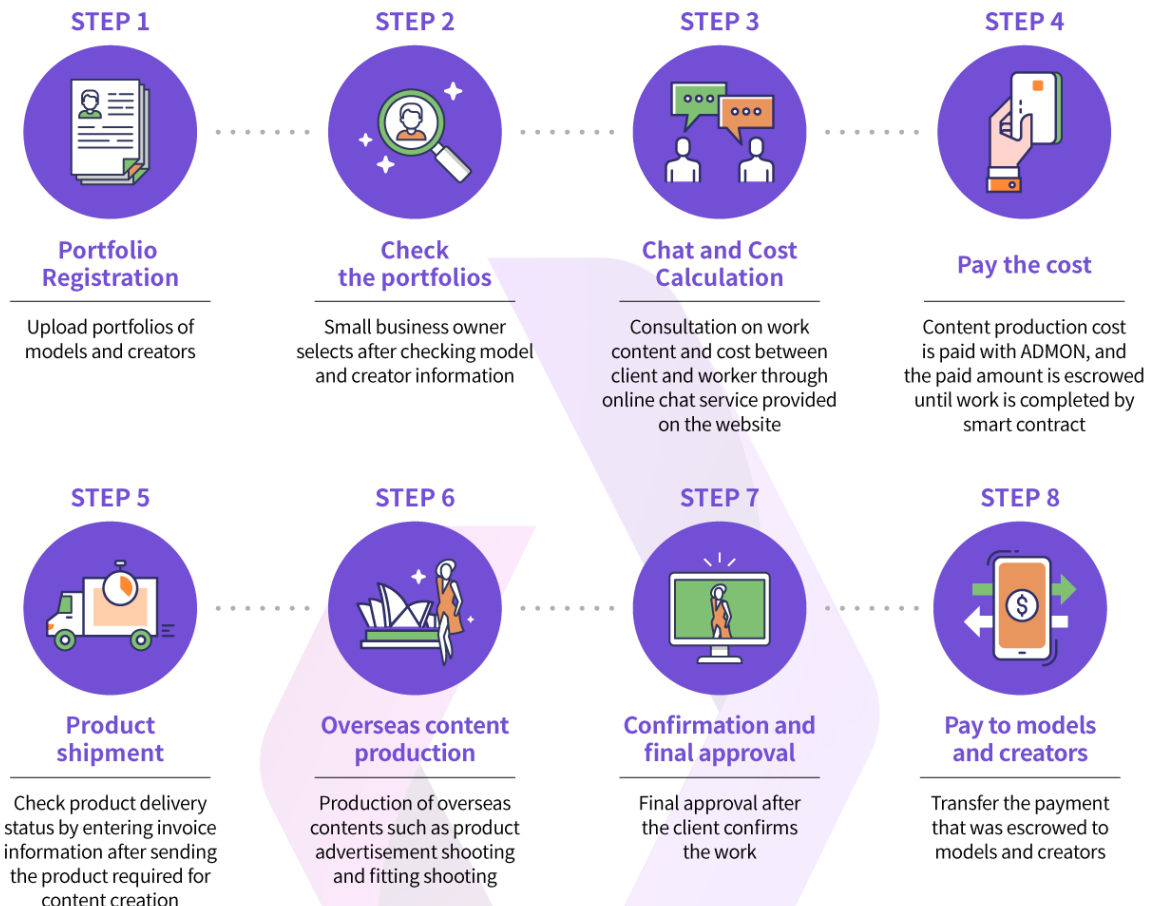 STEP 1
Portfolio
Registration
Upload portfolios of
models and creators
STEP 2
Check
the portfolios
Small business owner
selects after checking model
and creator information
STEP 3
Chat and Cost
Calculation
Consultation on work
content and cost between
client and worker through
online chat service provided
on the website
STEP 4
Pay the cost
Content production cost
is paid with ADMON, and
the paid amount is escrowed
until work is completed by
smart contract
STEP 5
Product
shipment
Check product delivery
status by entering invoice
information after sending
the product required for
content creation
STEP 6
Overseas content
production
Production of overseas
contents such as product
advertisement shooting
and fitting shooting
STEP 7
Confirmation and
final approval
Final approval after
the client confirms
the work
STEP 8
$
Pay to models
and creators
Transfer the payment
that was escrowed to
models and creators